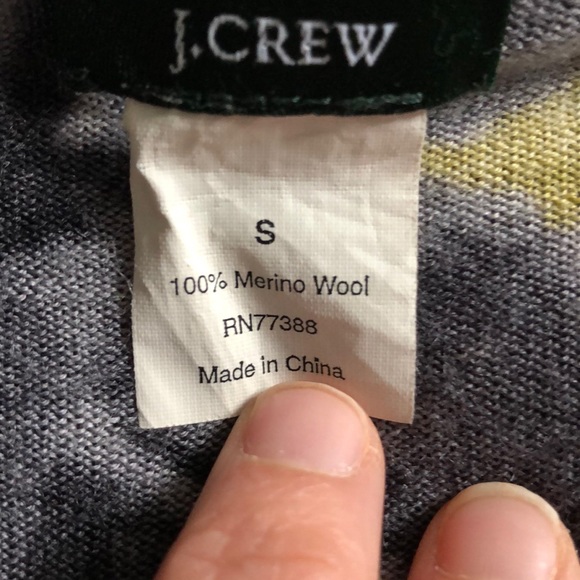 J.CREW
S
100% Merino Wool
RN77388
Made in China